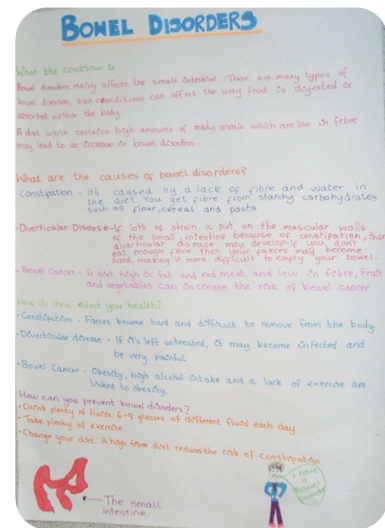 BOWEL DISORDERS
What the condition is
Bowel disorders mainly affects the small intestine. There are many types of
bowel disorders, such conditions can affect the way food is digested or
absorbed within the body.
A diet which contains high amounts of ready meals which are low in febre
may lead to an increase in bowel disorders.
What are the causes of bowel disorders?
- Constipation - It's caused by a lack of fibre and water in
the diet. You get fibre from starchy carbohydrates
such as flour, cereal and pasta.
- Diverticular Disease - If lots of strain is put on the muscular walls
of the small intestine because of constipation, then
diverticular disease may develop. If you don't
eat enough fibre then your faeces may become
hard, making it more difficult to empty your bowel.
- Bowel Cancer - A diet high in fat and red meat and low in febre, fruit
and vegetables can increase the risk of bowel cancer.
How do these effect your health?
- Constipation - Faeces become hard and difficult to remove from the body.
- Diverticular disease - If it's left untreated, it may become infected and
be very painful.
- Bowel Cancer - Obesity, high alcohol intake and a lack of exercise are
linked to obesity.
How can you prevent bowel disorders?
- Drink plenty of fluids 6-9 glasses of different fluid each day
- Take plenty of exercise
- Change your diet. A high fibre diet reduces the risk of constipation
The small
intestine.
I have
a
Bowel
Disorder